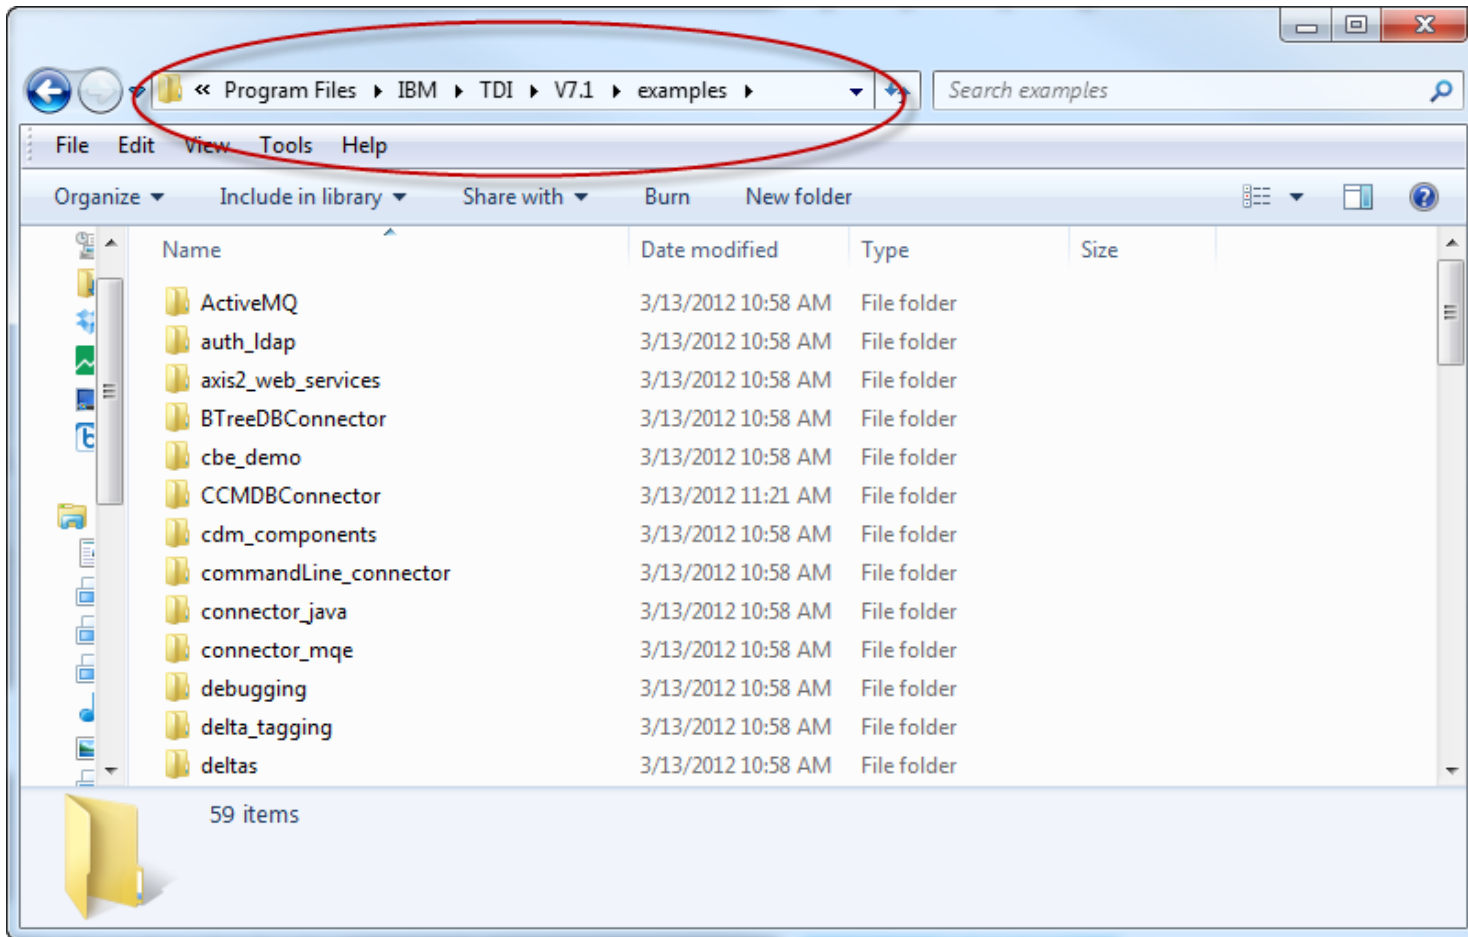 « Program Files ▸ IBM ▸ TDI ▸ V7.1 ▸ examples ▸ Search examples
File Edit View Tools Help
Organize Include in library Share with Burn New folder
Name Date modified Type Size
ActiveMQ 3/13/2012 10:58 AM File folder
auth_ldap 3/13/2012 10:58 AM File folder
axis2_web_services 3/13/2012 10:58 AM File folder
BTreeDBConnector 3/13/2012 10:58 AM File folder
cbe_demo 3/13/2012 10:58 AM File folder
CCMDBConnector 3/13/2012 11:21 AM File folder
cdm_components 3/13/2012 10:58 AM File folder
commandLine_connector 3/13/2012 10:58 AM File folder
connector_java 3/13/2012 10:58 AM File folder
connector_mqe 3/13/2012 10:58 AM File folder
debugging 3/13/2012 10:58 AM File folder
delta_tagging 3/13/2012 10:58 AM File folder
deltas 3/13/2012 10:58 AM File folder
59 items